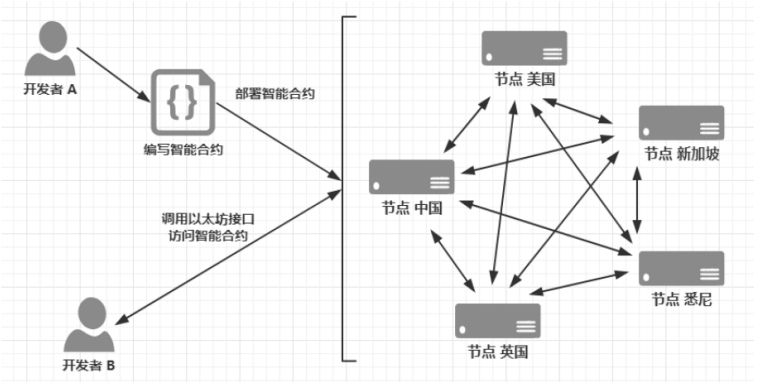 开发者 A
编写智能合约
部署智能合约
调用以太坊接口
访问智能合约
开发者 B
节点 美国
节点 新加坡
节点 中国
节点 悉尼
节点 英国